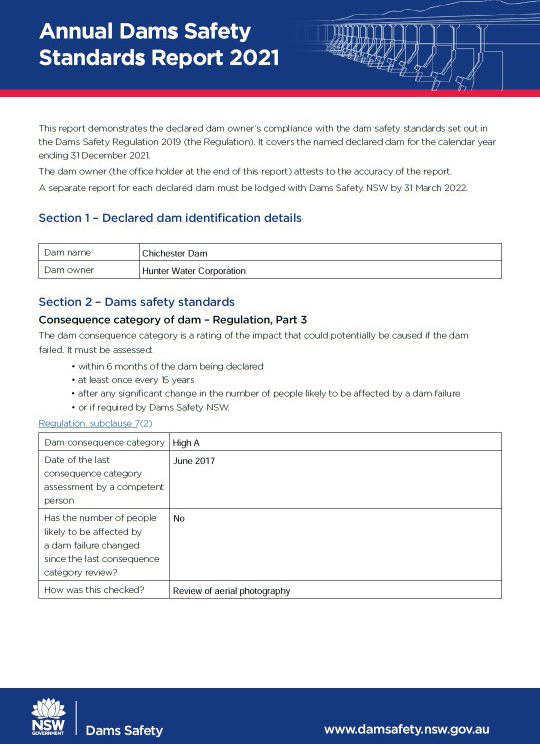 Annual Dams Safety
Standards Report 2021
This report demonstrates the declared dam owner's compliance with the dam safety standards set out in
the Dams Safety Regulation 2019 (the Regulation). It covers the named declared dam for the calendar year
ending 31 December 2021.
The dam owner (the office holder at the end of this report) attests to the accuracy of the report.
A separate report for each declared dam must be lodged with Dams Safety NSW by 31 March 2022.
Section 1 – Declared dam identification details
Dam name Chichester Dam
Dam owner Hunter Water Corporation
Section 2 – Dams safety standards
Consequence category of dam – Regulation, Part 3
The dam consequence category is a rating of the impact that could potentially be caused if the dam
failed. It must be assessed:
• within 6 months of the dam being declared
• at least once every 15 years
• after any significant change in the number of people likely to be affected by a dam failure
• or if required by Dams Safety NSW.
Regulation, subclause 7(2)
Dam consequence category High A
Date of the last June 2017
consequence category
assessment by a competent
person
Has the number of people No
likely to be affected by
a dam failure changed
since the last consequence
category review?
How was this checked? Review of aerial photography
NSW
GOVERNMENT
Dams Safety
www.damsafety.nsw.gov.au